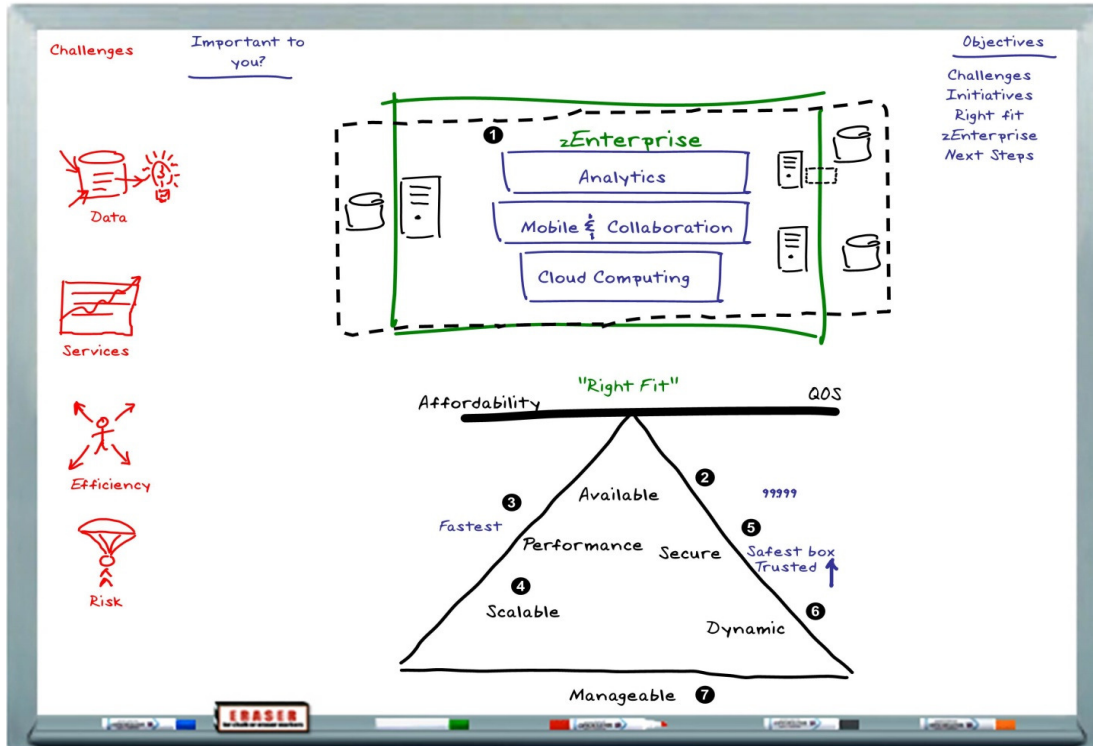 Challenges
Data
Services
Efficiency
Risk
Important to
you?
Objectives
Challenges
Initiatives
Right fit
zEnterprise
Next Steps
1
zEnterprise
Analytics
Mobile & Collaboration
Cloud Computing
"Right Fit"
Affordability
QOS
Available
2
99999
3
Fastest
Performance
5
Secure
Safest box
Trusted
4
Scalable
6
Dynamic
Manageable 7
ERASER